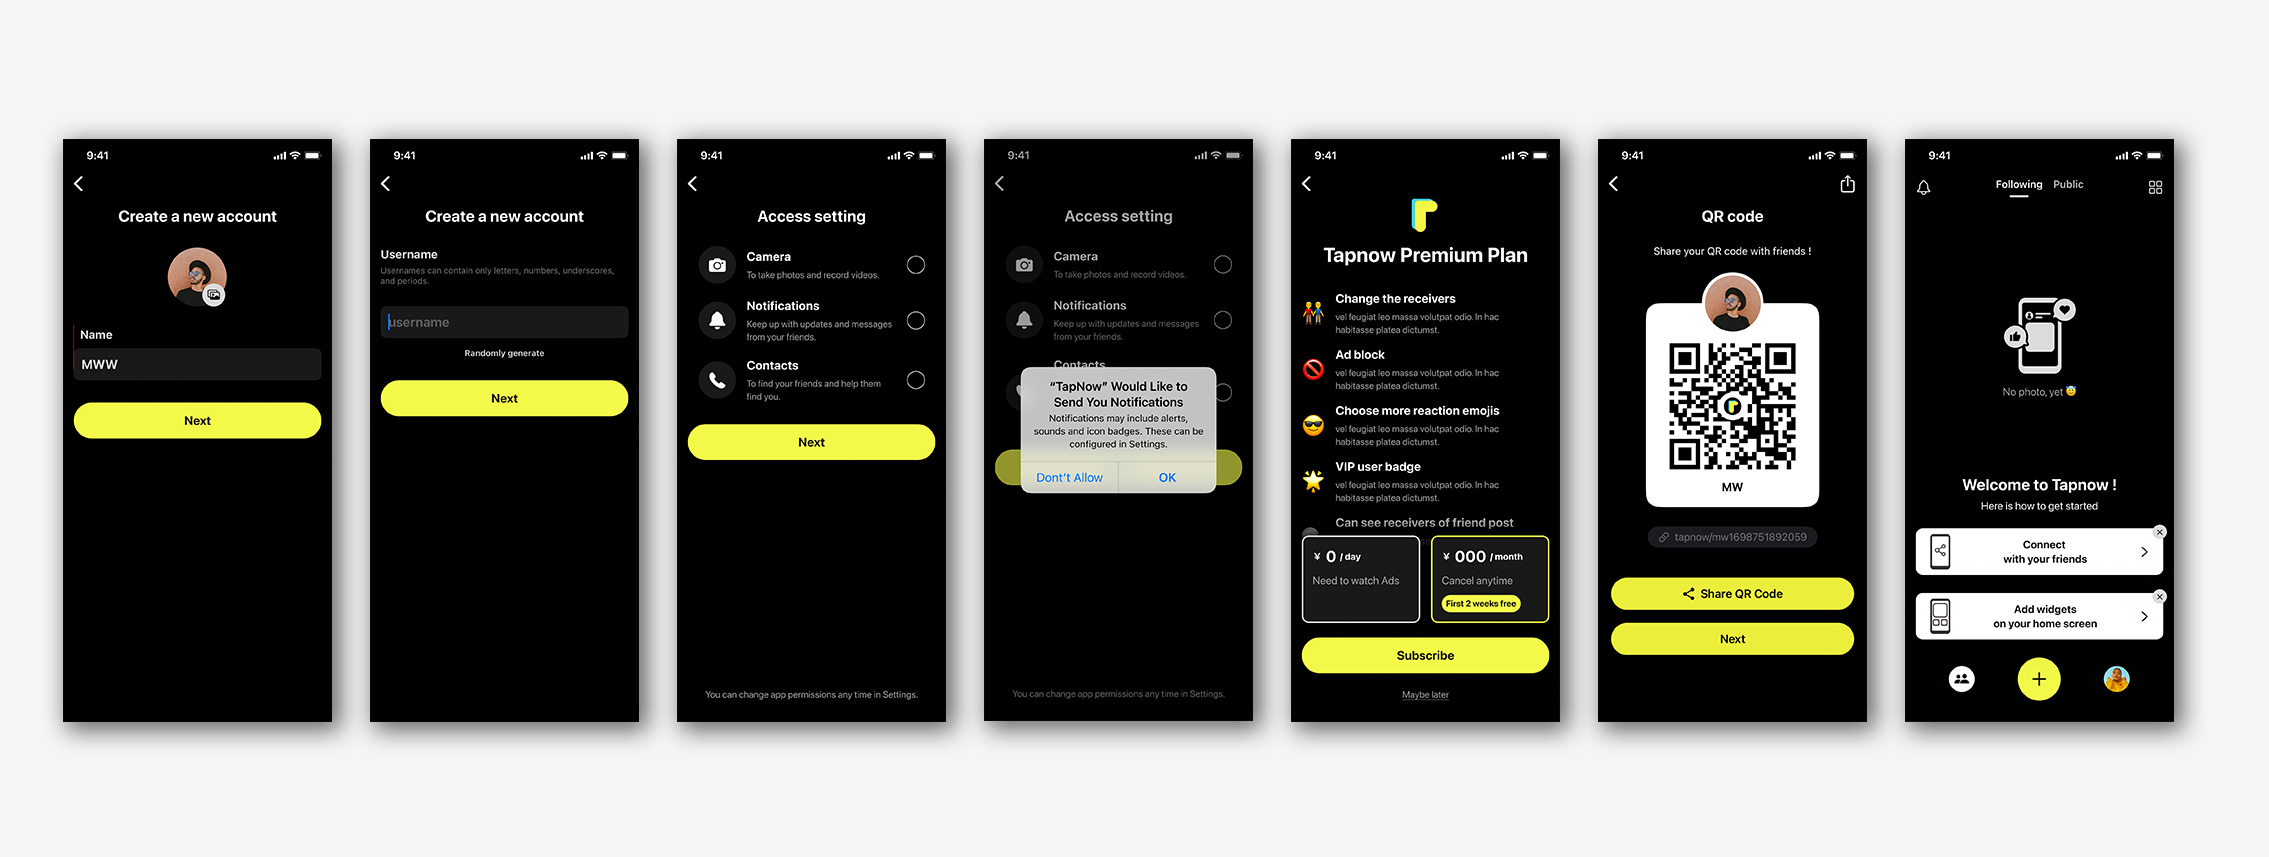 9:41
Create a new account
Name
MWW
Next
9:41
Create a new account
Username
Usernames can contain only letters, numbers, underscores,
and periods.
username
Randomly generate
Next
9:41
Access setting
Camera
To take photos and record videos.
Notifications
Keep up with updates and messages
from your friends.
Contacts
To find your friends and help them
find you.
Next
You can change app permissions any time in Settings.
9:41
Access setting
Camera
To take photos and record videos.
Notifications
Keep up with updates and messages
from your friends.
Contacts
“TapNow” Would Like to
Send You Notifications
Notifications may include alerts,
sounds and icon badges. These can be
configured in Settings.
Dont’t Allow
OK
You can change app permissions any time in Settings.
9:41
Tapnow Premium Plan
Change the receivers
vel feugiat leo massa volutpat odio. In hac
habitasse platea dictumst.
Ad block
vel feugiat leo massa volutpat odio. In hac
habitasse platea dictumst.
Choose more reaction emojis
vel feugiat leo massa volutpat odio. In hac
habitasse platea dictumst.
VIP user badge
vel feugiat leo massa volutpat odio. In hac
habitasse platea dictumst.
Can see receivers of friend post
¥ 0 / day
Need to watch Ads
¥ 000 / month
Cancel anytime
First 2 weeks free
Subscribe
Maybe later
9:41
QR code
Share your QR code with friends !
MW
tapnow/mw1698751892059
Share QR Code
Next
9:41
Following
Public
No photo, yet 😇
Welcome to Tapnow !
Here is how to get started
Connect
with your friends
Add widgets
on your home screen